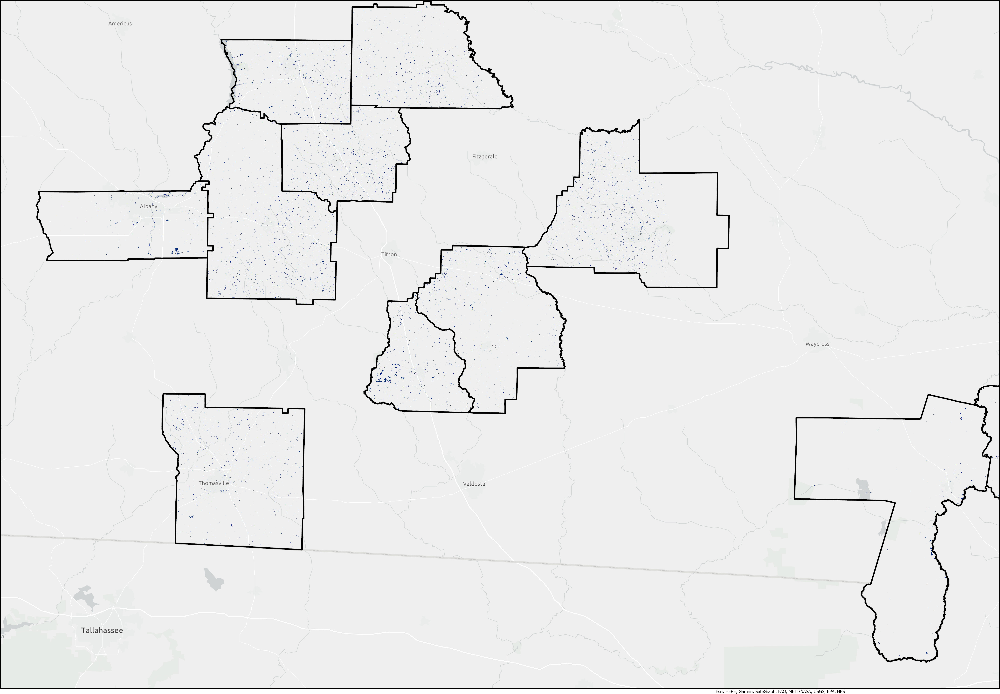 Americus
Fitzgerald
Albany
Tifton
Waycross
Thomasville
Valdosta
Tallahassee
n
Esri, HERE, Garmin, SafeGraph, FAO, METI/NASA, USGS, EPA, NPS